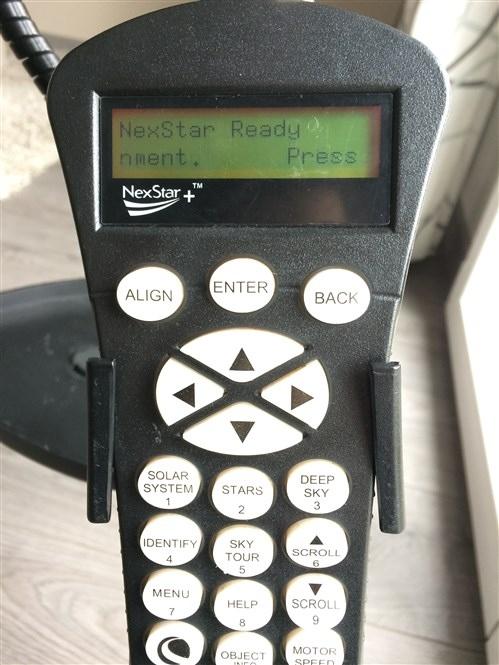 NexStar Ready
nment.   Press
NexStar+™
ALIGN
ENTER
BACK
SOLAR
SYSTEM
1
STARS
2
DEEP
SKY
3
IDENTIFY
4
SKY
TOUR
5
SCROLL
6
MENU
7
HELP
8
SCROLL
9
OBJECT
INFO
MOTOR
SPEED